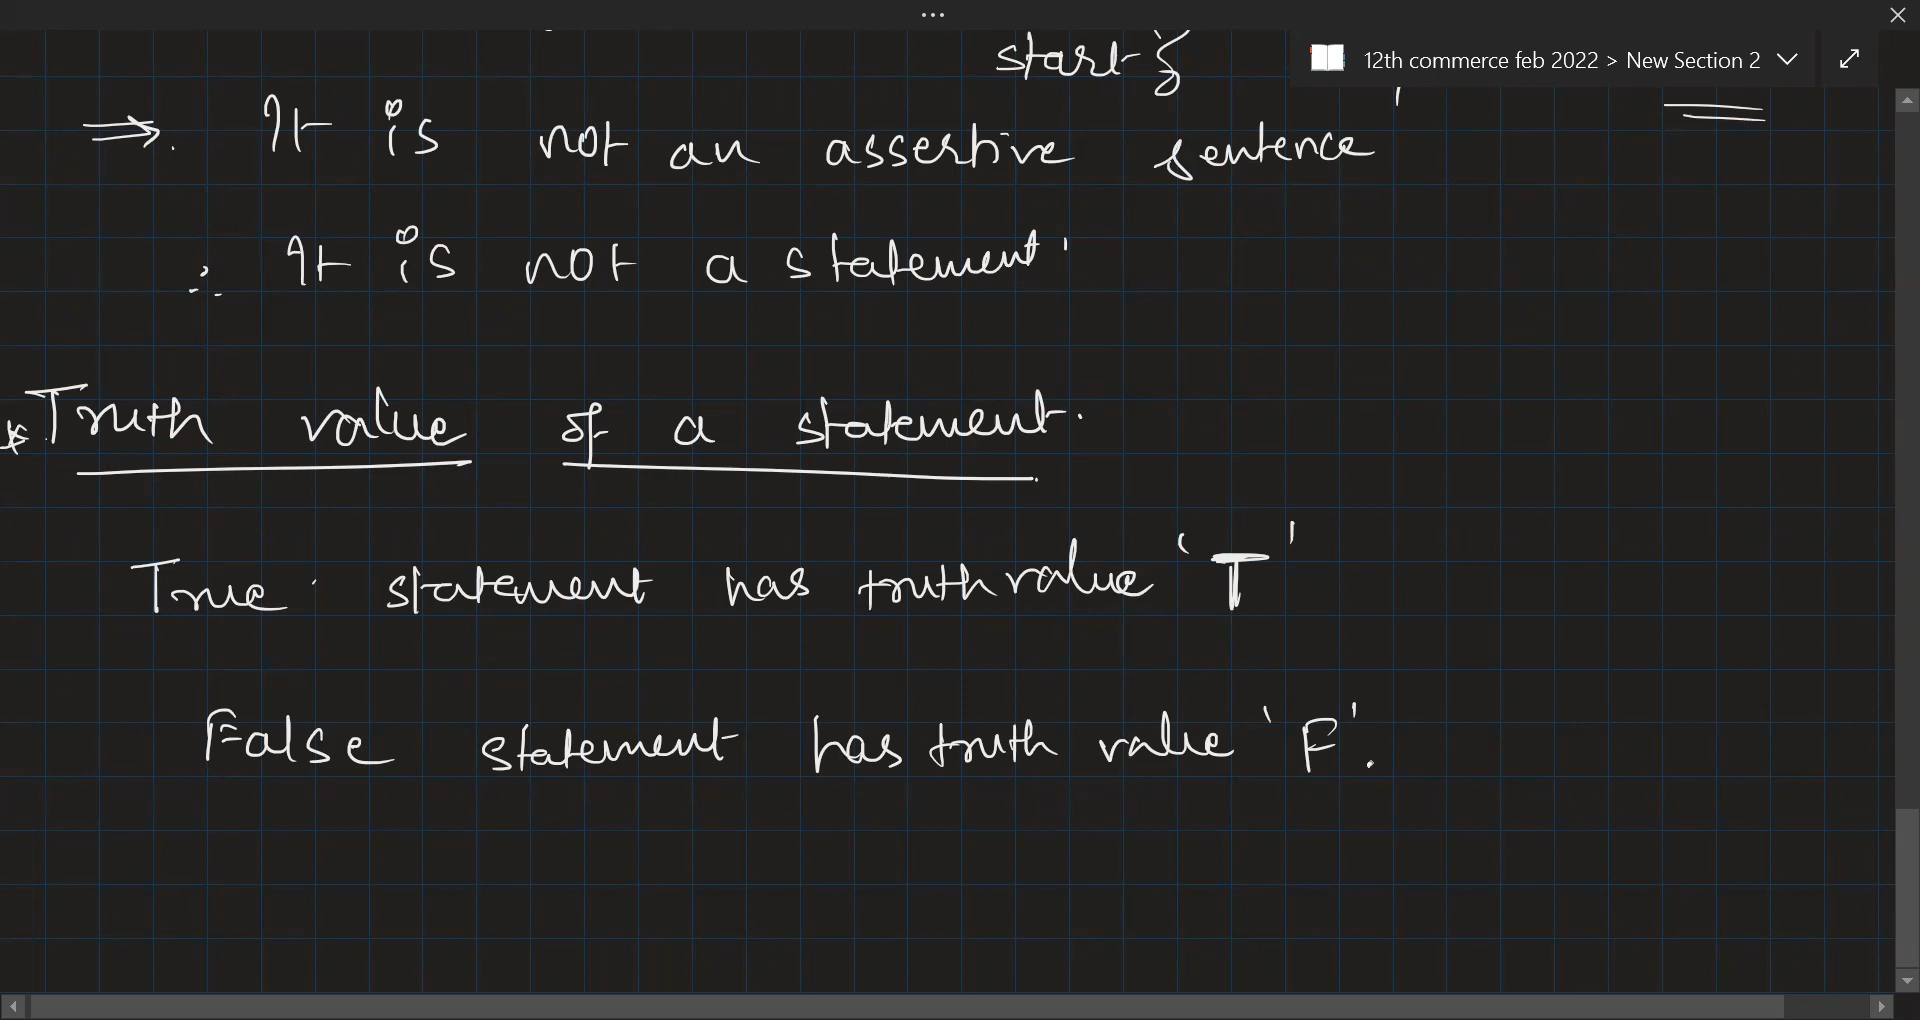 start}
12th commerce feb 2022 > New Section 2
⇒. It is not an assertive sentence
∴ It is not a statement.
* Truth value of a statement.
True statement has truth value 'T'
False statement has truth value 'F'.